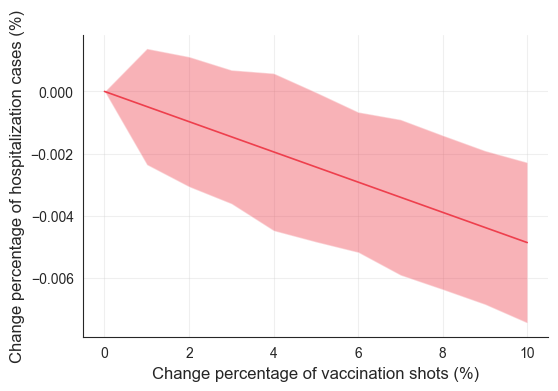 Change percentage of hospitalization cases (%)
0.000
−0.002
−0.004
−0.006
0 2 4 6 8 10
Change percentage of vaccination shots (%)